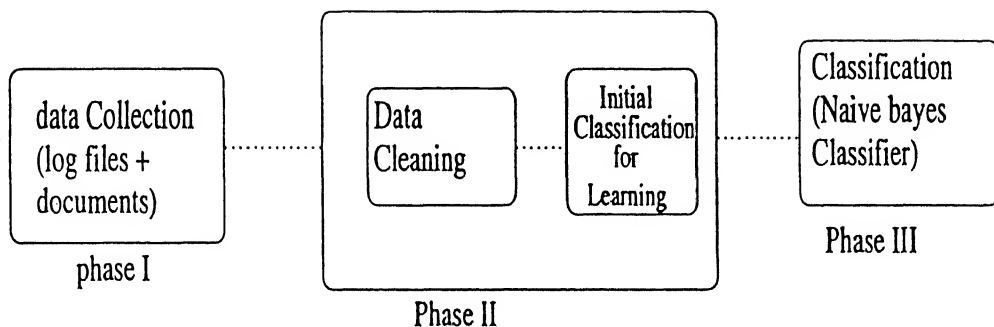 data Collection
(log files +
documents)
phase I
Data
Cleaning
Initial
Classification
for
Learning
Phase II
Classification
(Naive bayes
Classifier)
Phase III